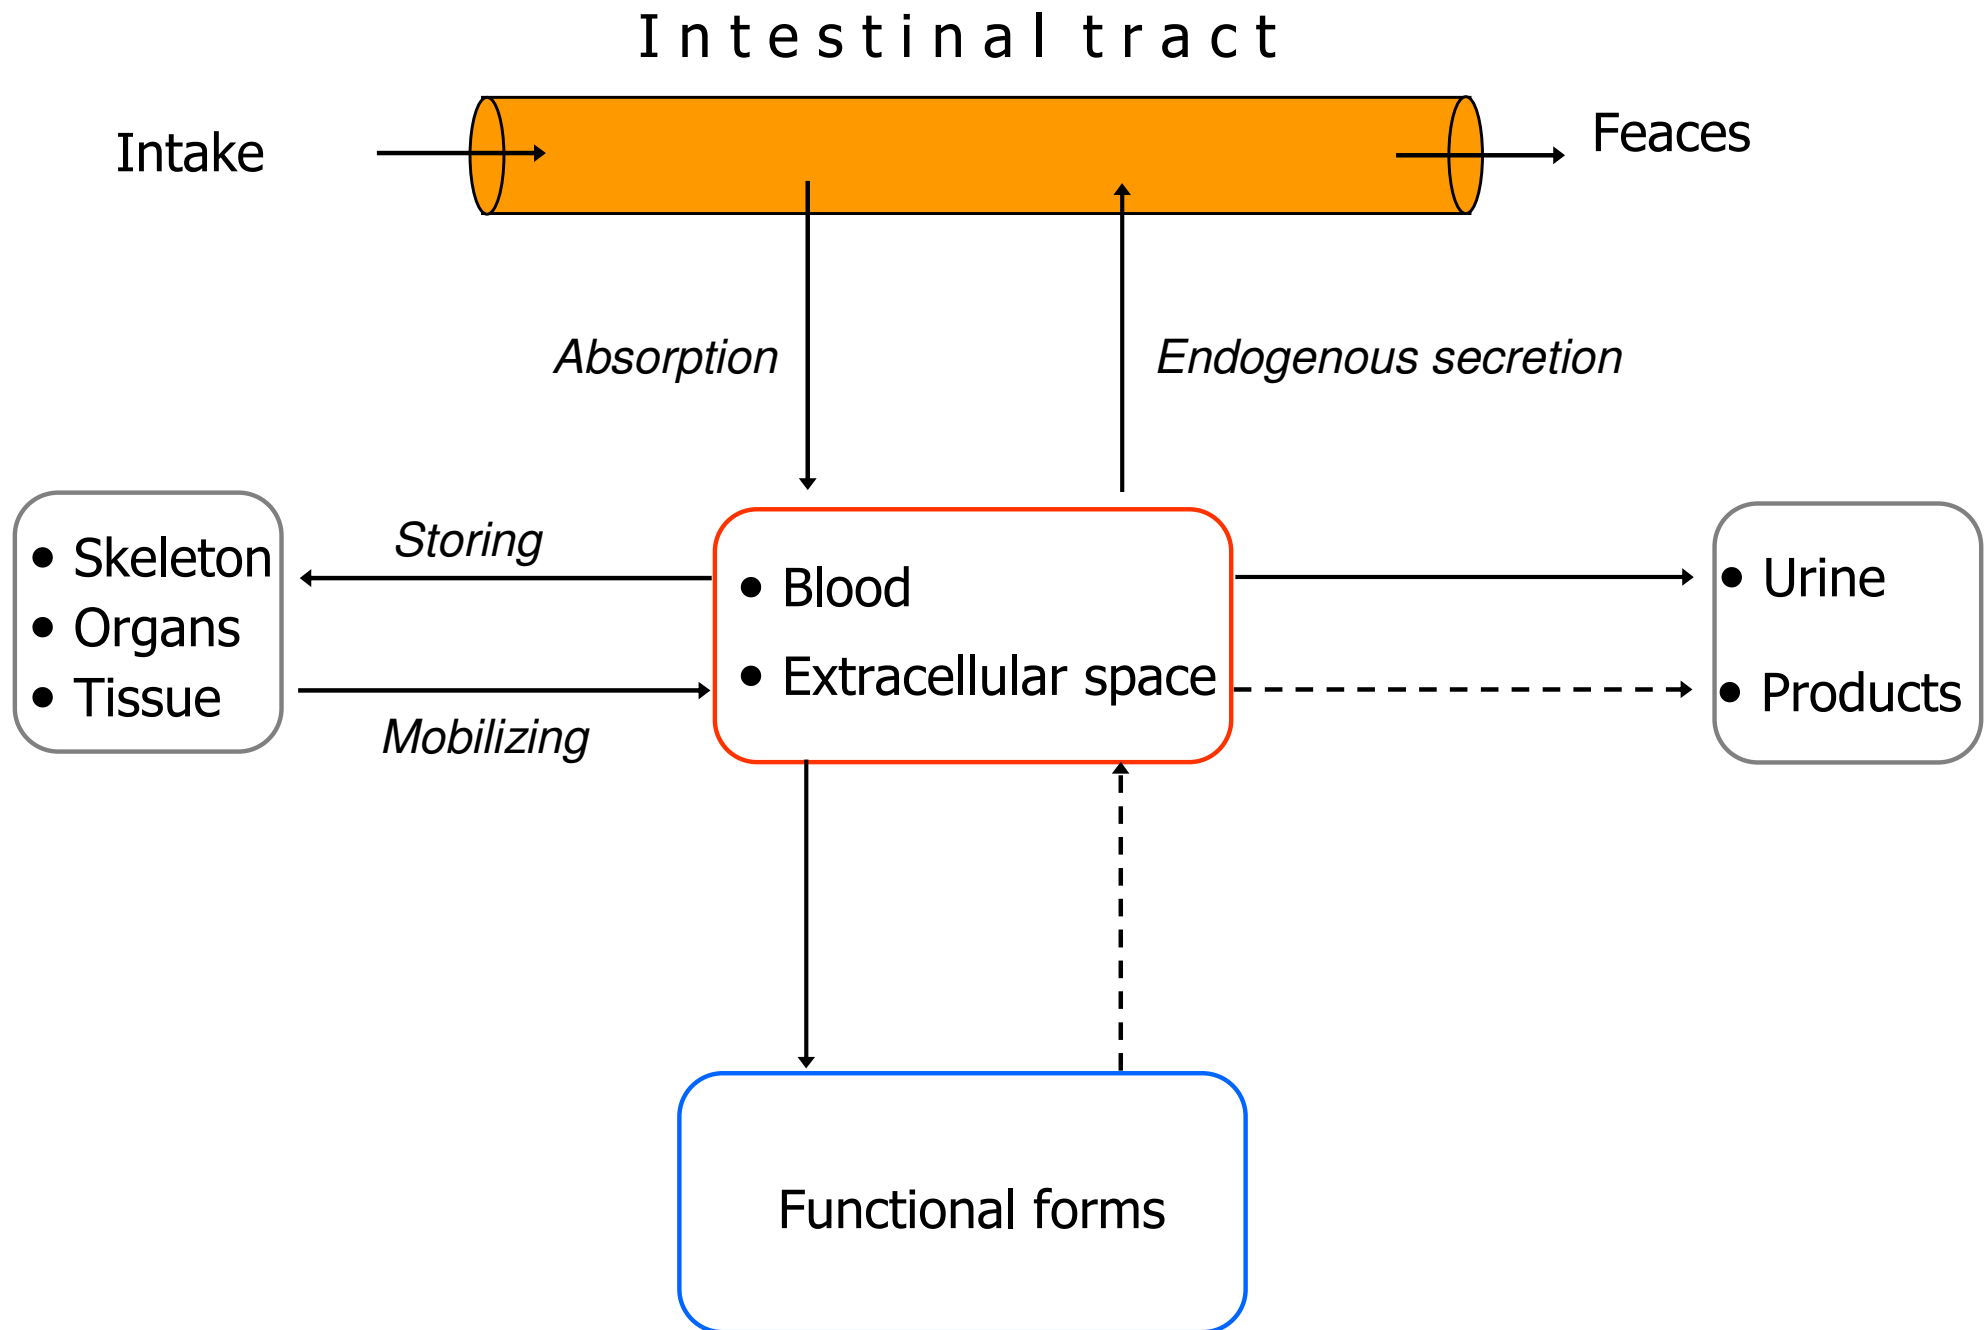 Intestinal tract
Intake
Feaces
Absorption
Endogenous secretion
• Skeleton
• Organs
• Tissue
Storing
Mobilizing
• Blood
• Extracellular space
• Urine
• Products
Functional forms